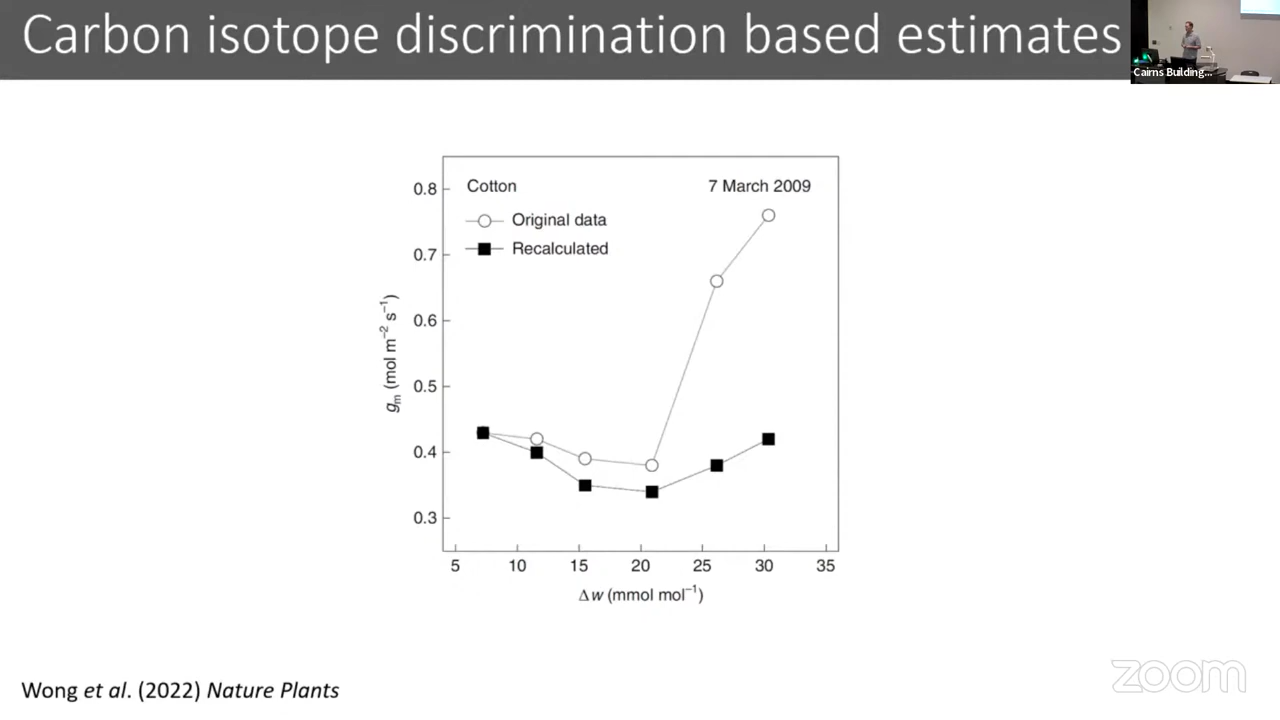 Carbon isotope discrimination based estimates
Cairns Building...
Cotton
7 March 2009
Original data
Recalculated
0.8
0.7
0.6
0.5
0.4
0.3
gm (mol m−2 s−1)
5 10 15 20 25 30 35
Δw (mmol mol−1)
Wong et al. (2022) Nature Plants
zoom